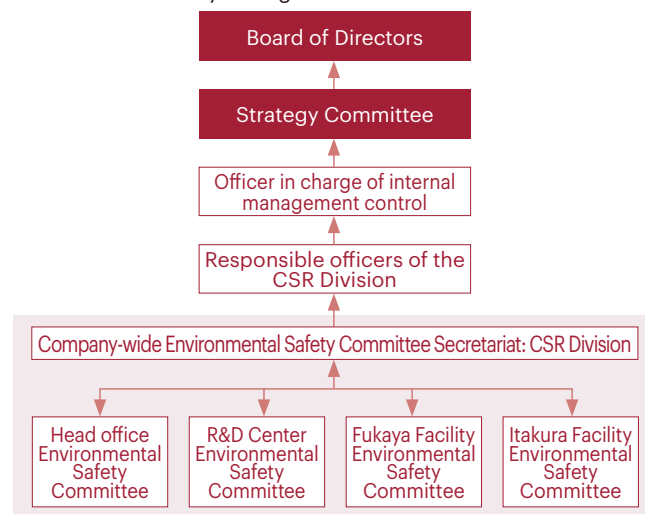 Board of Directors
Strategy Committee
Officer in charge of internal
management control
Responsible officers of the
CSR Division
Company-wide Environmental Safety Committee Secretariat: CSR Division
Head office
Environmental
Safety
Committee
R&D Center
Environmental
Safety
Committee
Fukaya Facility
Environmental
Safety
Committee
Itakura Facility
Environmental
Safety
Committee